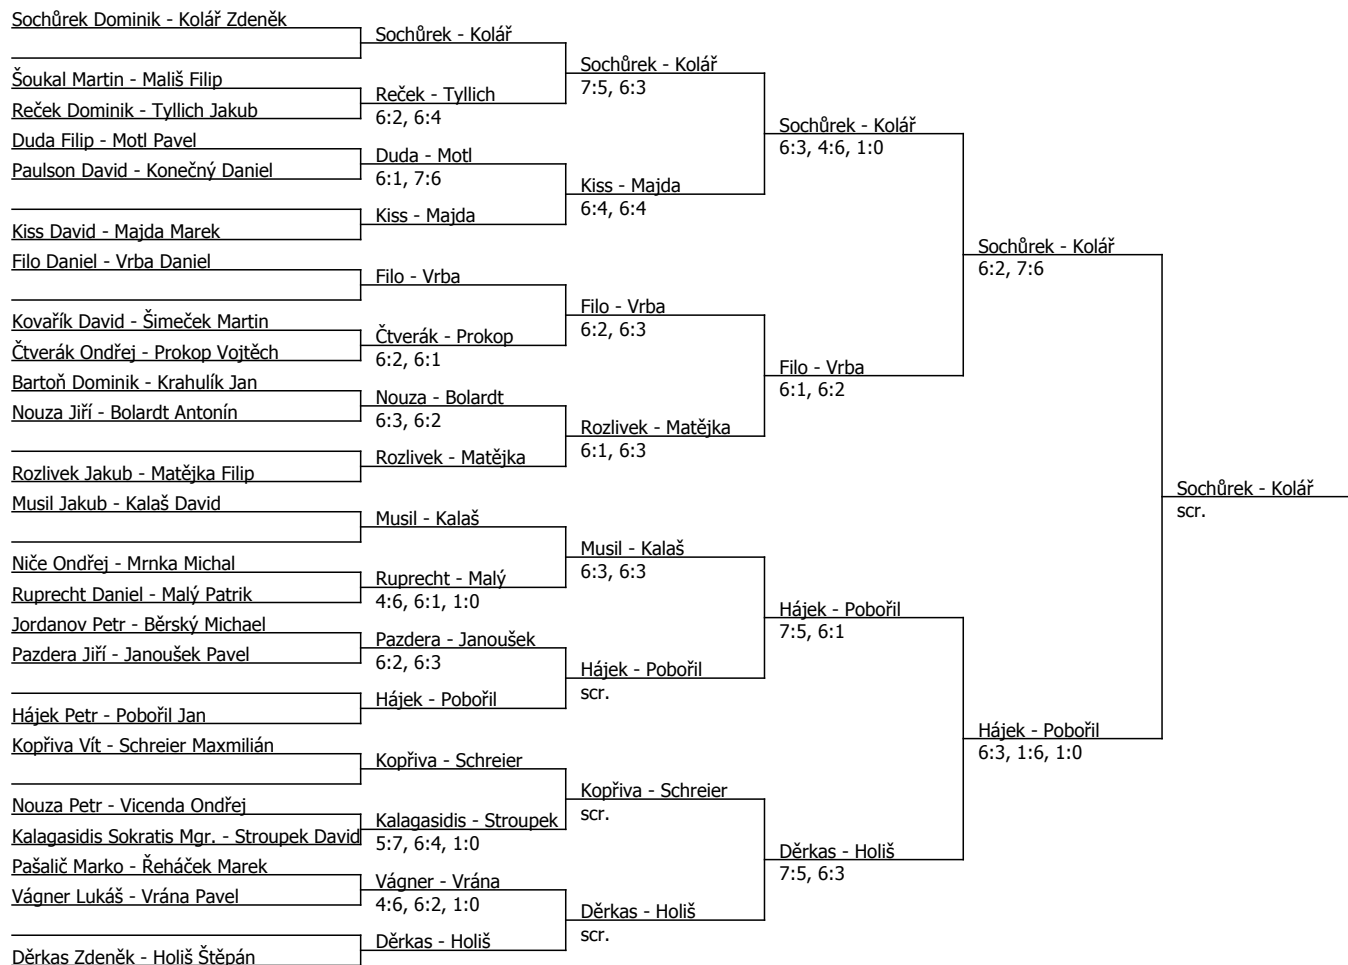 Sochůrek Dominik - Kolář Zdeněk
Šoukal Martin - Mališ Filip
Reček Dominik - Tyllich Jakub
Duda Filip - Motl Pavel
Paulson David - Konečný Daniel
Kiss David - Majda Marek
Filo Daniel - Vrba Daniel
Kovařík David - Šimeček Martin
Čtverák Ondřej - Prokop Vojtěch
Bartoň Dominik - Krahulík Jan
Nouza Jiří - Bolardt Antonín
Rozlivek Jakub - Matějka Filip
Musil Jakub - Kalaš David
Niče Ondřej - Mrnka Michal
Ruprecht Daniel - Malý Patrik
Jordanov Petr - Běrský Michael
Pazdera Jiří - Janoušek Pavel
Hájek Petr - Pobořil Jan
Kopřiva Vít - Schreier Maxmilián
Nouza Petr - Vicenda Ondřej
Kalagasidis Sokratis Mgr. - Stroupek David
Pašalič Marko - Řeháček Marek
Vágner Lukáš - Vrána Pavel
Děrkas Zdeněk - Holiš Štěpán
Sochůrek - Kolář
Reček - Tyllich
6:2, 6:4
Duda - Motl
6:1, 7:6
Kiss - Majda
Filo - Vrba
Čtverák - Prokop
6:2, 6:1
Nouza - Bolardt
6:3, 6:2
Rozlivek - Matějka
Musil - Kalaš
Ruprecht - Malý
4:6, 6:1, 1:0
Pazdera - Janoušek
6:2, 6:3
Hájek - Pobořil
Kopřiva - Schreier
Kalagasidis - Stroupek
5:7, 6:4, 1:0
Vágner - Vrána
4:6, 6:2, 1:0
Děrkas - Holiš
Sochůrek - Kolář
7:5, 6:3
Kiss - Majda
6:4, 6:4
Filo - Vrba
6:2, 6:3
Rozlivek - Matějka
6:1, 6:3
Musil - Kalaš
6:3, 6:3
Hájek - Pobořil
scr.
Kopřiva - Schreier
scr.
Děrkas - Holiš
scr.
Sochůrek - Kolář
6:3, 4:6, 1:0
Filo - Vrba
6:1, 6:2
Hájek - Pobořil
7:5, 6:1
Děrkas - Holiš
7:5, 6:3
Sochůrek - Kolář
6:2, 7:6
Hájek - Pobořil
6:3, 1:6, 1:0
Sochůrek - Kolář
scr.